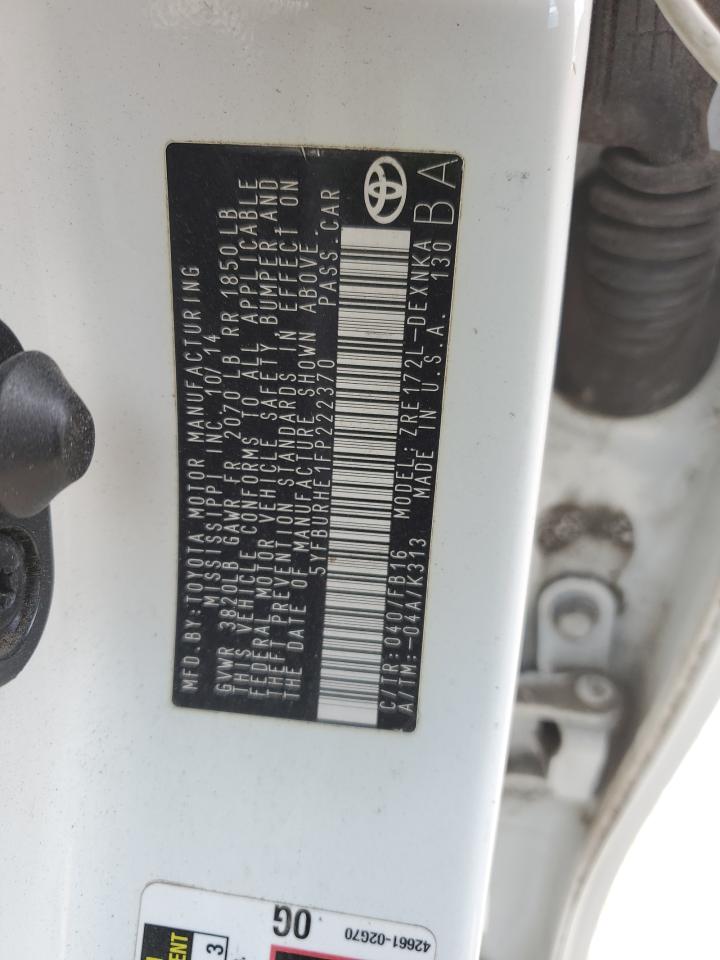 MFD.BY:TOYOTA MOTOR MANUFACTURING
MISSISSIPPI INC. 10/14
GVWR 3820LB GAWR FR 2070LB RR 1850LB
THIS VEHICLE CONFORMS TO ALL APPLICABLE
FEDERAL MOTOR VEHICLE SAFETY, BUMPER,AND
THEFT PREVENTION STANDARDS IN EFFECT ON
THE DATE OF MANUFACTURE SHOWN ABOVE.
5YFBURHE1FP222370 PASS.CAR
C/TR:040/FB16 MODEL:ZRE172L-DEXNKA
A/TM:-04A/K313 MADE IN U.S.A. 130
BA
OG
42661-02G70
3